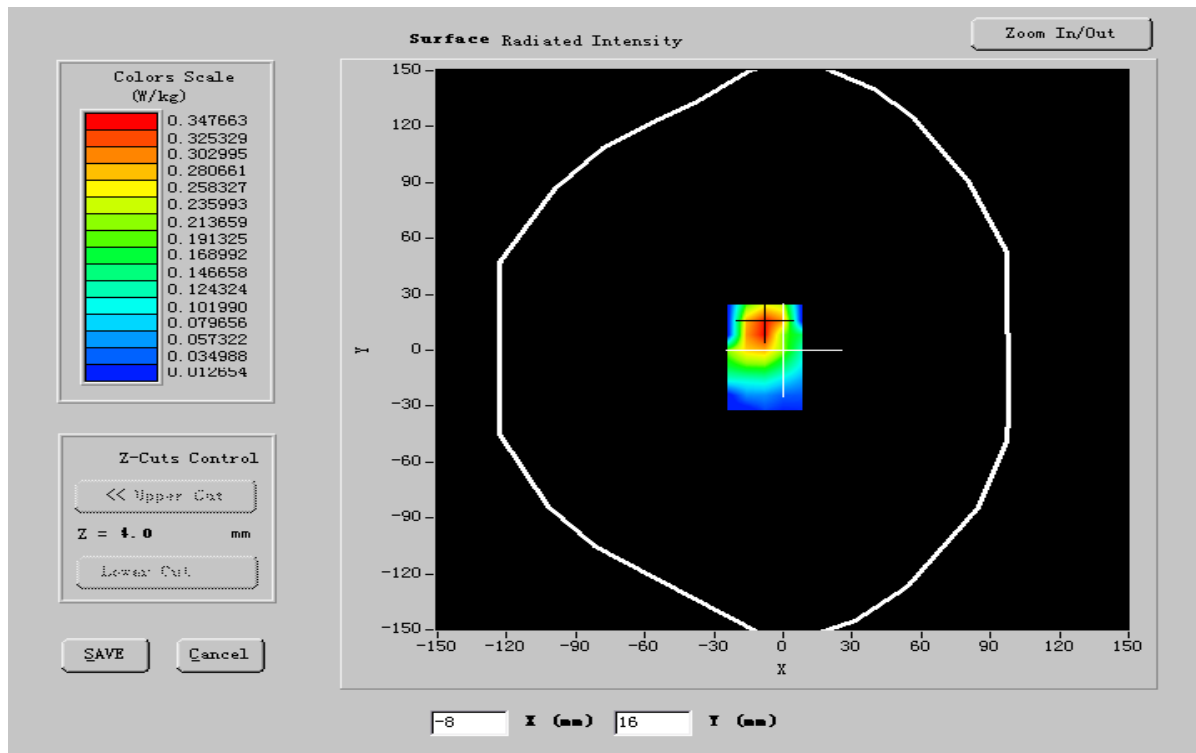 Surface Radiated Intensity
Zoom In/Out
Colors Scale
(W/kg)
0.347663
0.325329
0.302995
0.280661
0.258327
0.235993
0.213659
0.191325
0.168992
0.146658
0.124324
0.101990
0.079656
0.057322
0.034988
0.012654
Z-Cuts Control
<< Upper Cut
Z = 4.0 mm
Lower Cut
SAVE
Cancel
150
120
90
60
30
0
-30
-60
-90
-120
-150
Y
-150 -120 -90 -60 -30 0 30 60 90 120 150
X
-8 X (mm) 16 Y (mm)